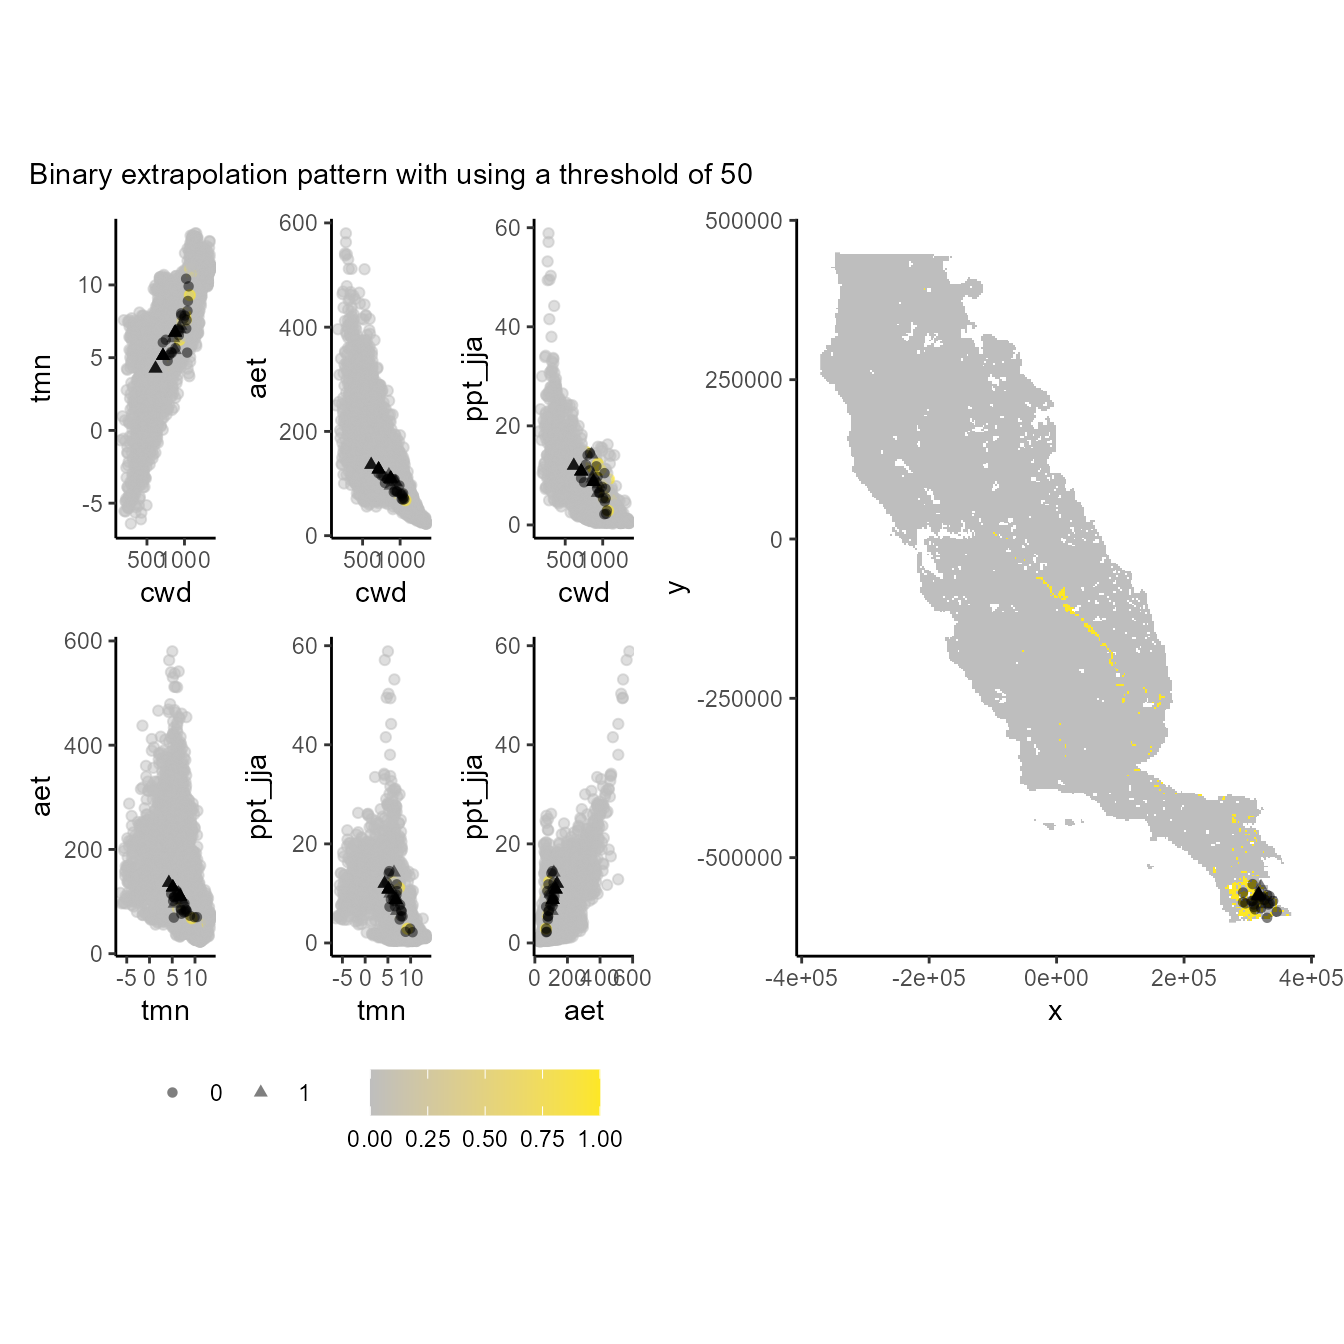 Binary extrapolation pattern with using a threshold of 50
10
5
0
-5
tmn
500 1000
cwd
600
400
200
0
aet
500 1000
cwd
60
40
20
0
ppt_jja
500 1000
cwd
600
400
200
0
aet
-5 0 5 10
tmn
60
40
20
0
ppt_jja
-5 0 5 10
tmn
60
40
20
0
ppt_jja
0 200 400 600
aet
500000
250000
0
-250000
-500000
y
-4e+05 -2e+05 0e+00 2e+05 4e+05
x
0 1
0.00 0.25 0.50 0.75 1.00